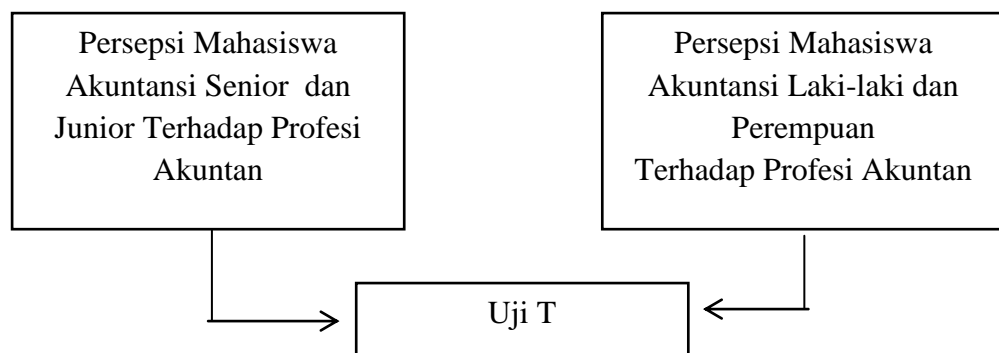 Persepsi Mahasiswa
Akuntansi Senior dan
Junior Terhadap Profesi
Akuntan
Persepsi Mahasiswa
Akuntansi Laki-laki dan
Perempuan
Terhadap Profesi Akuntan
Uji T